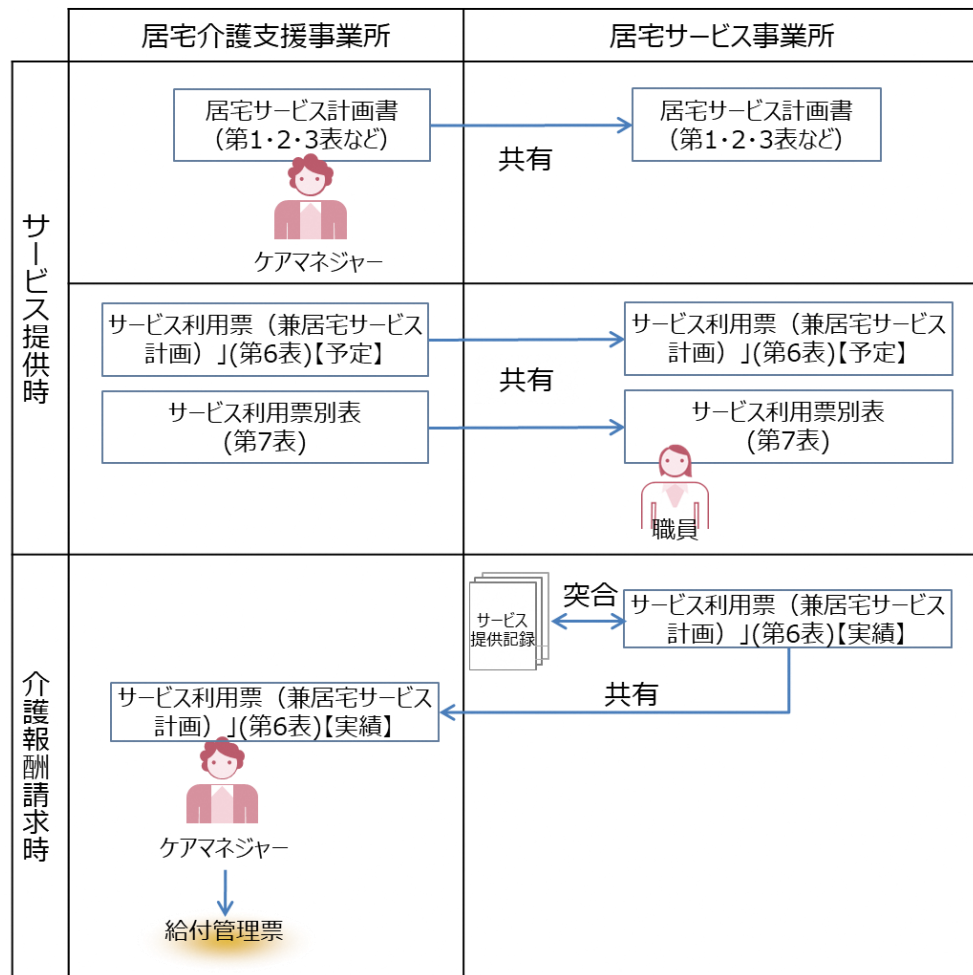 居宅介護支援事業所
居宅サービス事業所
サービス提供時
居宅サービス計画書
(第1・2・3表など)
共有
居宅サービス計画書
(第1・2・3表など)
ケアマネジャー
サービス利用票（兼居宅サービス
計画）」(第6表)【予定】
共有
サービス利用票（兼居宅サービス
計画）」(第6表)【予定】
サービス利用票別表
(第7表)
サービス利用票別表
(第7表)
職員
介護報酬請求時
サービス
提供記録
突合
サービス利用票（兼居宅サービス
計画）」(第6表)【実績】
共有
サービス利用票（兼居宅サービス
計画）」(第6表)【実績】
ケアマネジャー
給付管理票